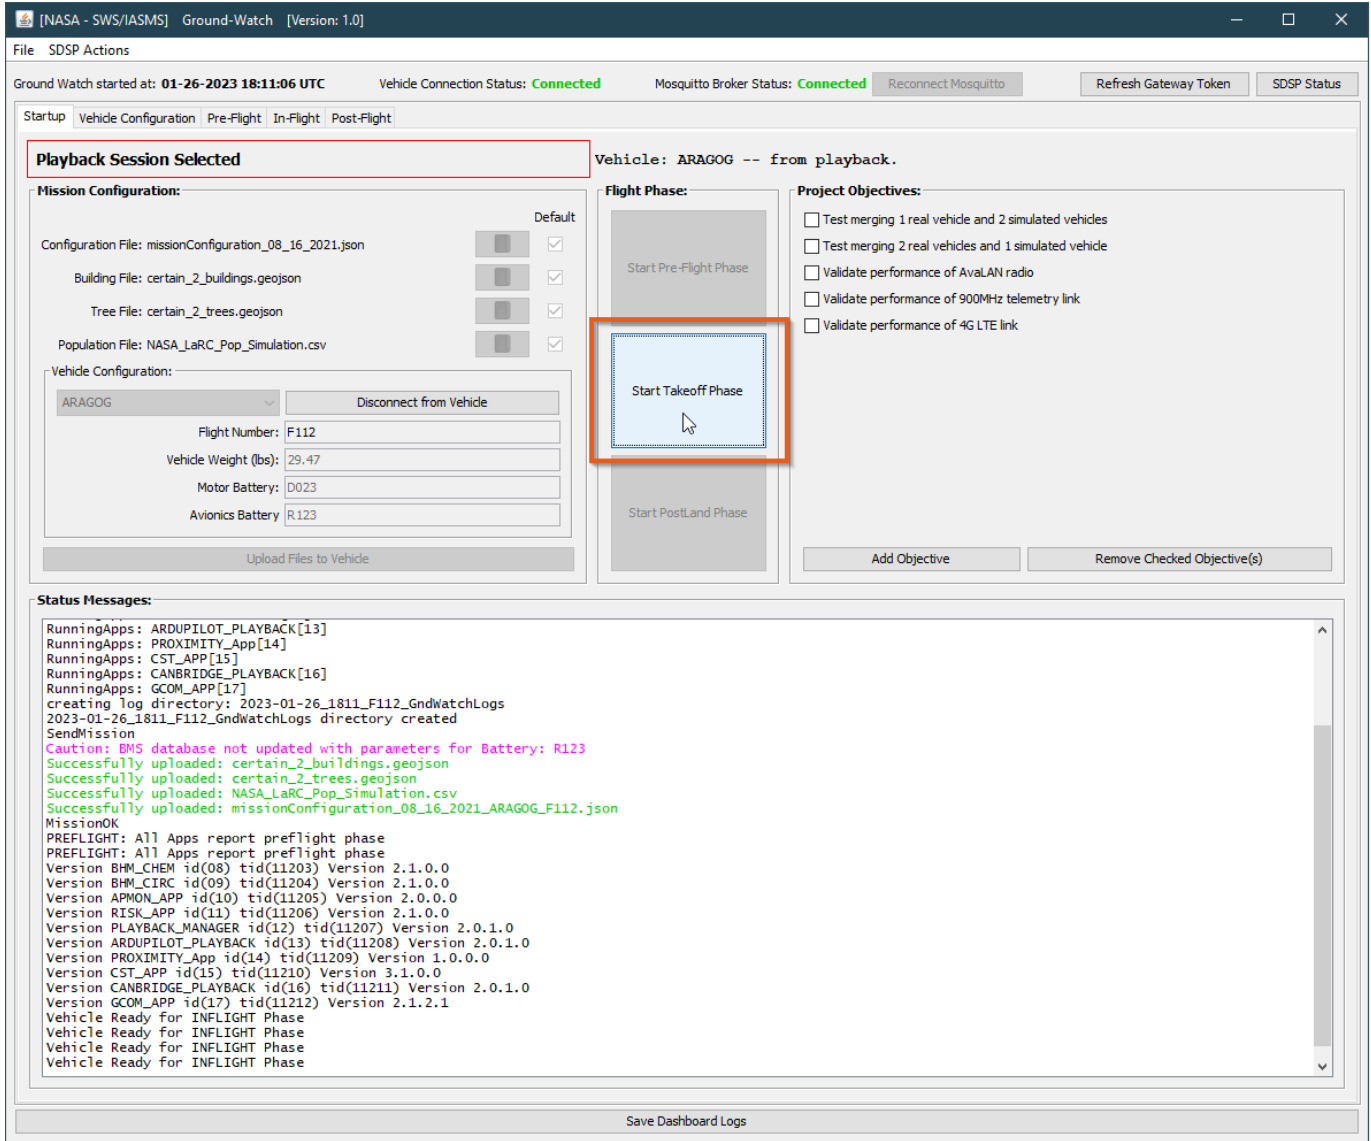 [NASA - SWS/IASMS] Ground-Watch [Version: 1.0]
File SDSP Actions
Ground Watch started at: 01-26-2023 18:11:06 UTC Vehicle Connection Status: Connected Mosquitto Broker Status: Connected Reconnect Mosquitto Refresh Gateway Token SDSP Status
Startup Vehicle Configuration Pre-Flight In-Flight Post-Flight
Playback Session Selected Vehicle: ARAGOG -- from playback.
Mission Configuration:
Default
Configuration File: missionConfiguration_08_16_2021.json
Building File: certain_2_buildings.geojson
Tree File: certain_2_trees.geojson
Population File: NASA_LaRC_Pop_Simulation.csv
Vehicle Configuration:
ARAGOG Disconnect from Vehicle
Flight Number: F112
Vehicle Weight (lbs): 29.47
Motor Battery: D023
Avionics Battery R123
Upload Files to Vehicle
Flight Phase:
Start Pre-Flight Phase
Start Takeoff Phase
Start PostLand Phase
Project Objectives:
Test merging 1 real vehicle and 2 simulated vehicles
Test merging 2 real vehicles and 1 simulated vehicle
Validate performance of AvaLAN radio
Validate performance of 900MHz telemetry link
Validate performance of 4G LTE link
Add Objective Remove Checked Objective(s)
Status Messages:
RunningApps: ARDUPILOT_PLAYBACK[13]
RunningApps: PROXIMITY_App[14]
RunningApps: CST_APP[15]
RunningApps: CANBRIDGE_PLAYBACK[16]
RunningApps: GCOM_APP[17]
creating log directory: 2023-01-26_1811_F112_GndWatchLogs
2023-01-26_1811_F112_GndWatchLogs directory created
SendMission
Caution: BMS database not updated with parameters for Battery: R123
Successfully uploaded: certain_2_buildings.geojson
Successfully uploaded: certain_2_trees.geojson
Successfully uploaded: NASA_LaRC_Pop_Simulation.csv
Successfully uploaded: missionConfiguration_08_16_2021_ARAGOG_F112.json
MissionOK
PREFLIGHT: All Apps report preflight phase
PREFLIGHT: All Apps report preflight phase
Version BHM_CHEM id(08) tid(11203) Version 2.1.0.0
Version BHM_CIRC id(09) tid(11204) Version 2.1.0.0
Version APMON_APP id(10) tid(11205) Version 2.0.0.0
Version RISK_APP id(11) tid(11206) Version 2.1.0.0
Version PLAYBACK_MANAGER id(12) tid(11207) Version 2.0.1.0
Version ARDUPILOT_PLAYBACK id(13) tid(11208) Version 2.0.1.0
Version PROXIMITY_App id(14) tid(11209) Version 1.0.0.0
Version CST_APP id(15) tid(11210) Version 3.1.0.0
Version CANBRIDGE_PLAYBACK id(16) tid(11211) Version 2.0.1.0
Version GCOM_APP id(17) tid(11212) Version 2.1.2.1
Vehicle Ready for INFLIGHT Phase
Vehicle Ready for INFLIGHT Phase
Vehicle Ready for INFLIGHT Phase
Vehicle Ready for INFLIGHT Phase
Save Dashboard Logs